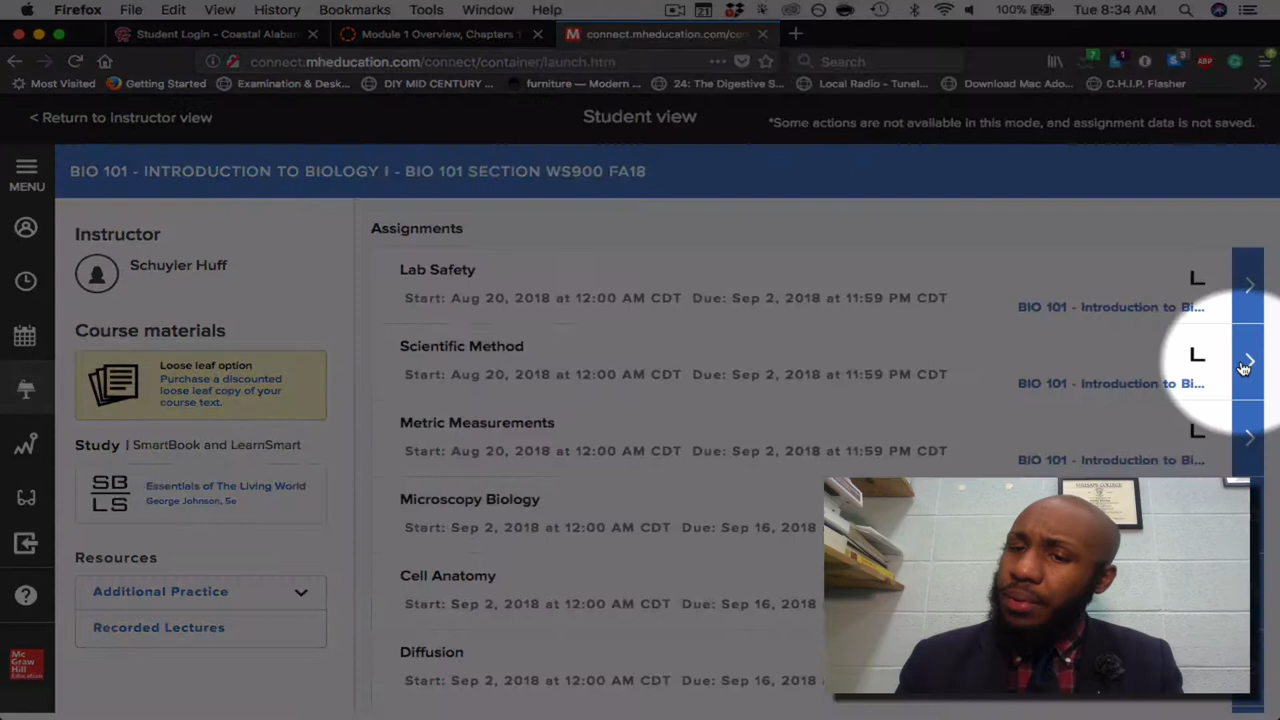 Firefox File Edit View History Bookmarks Tools Window Help 21 100% Tue 8:34 AM
Student Login – Coastal Alabam Module 1 Overview, Chapters 1 connect.mheducation.com/con
connect.mheducation.com/connect/container/launch.htm Search 7 1 3 ABP
Most Visited Getting Started Examination & Desk... DIY MID CENTURY ... furniture — Modern ... 24: The Digestive S... Local Radio – Tunel... Download Mac Ado... C.H.I.P. Flasher
< Return to instructor view Student view *Some actions are not available in this mode, and assignment data is not saved.
MENU
BIO 101 - INTRODUCTION TO BIOLOGY I - BIO 101 SECTION WS900 FA18
Instructor
Schuyler Huff
Course materials
Loose leaf option
Purchase a discounted
loose leaf copy of your
course text.
Study | SmartBook and LearnSmart
SB
LS
Essentials of The Living World
George Johnson, 5e
Resources
Additional Practice
Recorded Lectures
Mc
Graw
Hill
Education
Assignments
Lab Safety L
Start: Aug 20, 2018 at 12:00 AM CDT Due: Sep 2, 2018 at 11:59 PM CDT BIO 101 - Introduction to Bi...
Scientific Method L
Start: Aug 20, 2018 at 12:00 AM CDT Due: Sep 2, 2018 at 11:59 PM CDT BIO 101 - Introduction to Bi...
Metric Measurements L
Start: Aug 20, 2018 at 12:00 AM CDT Due: Sep 2, 2018 at 11:59 PM CDT BIO 101 - Introduction to Bi...
Microscopy Biology
Start: Sep 2, 2018 at 12:00 AM CDT Due: Sep 16, 2018
Cell Anatomy
Start: Sep 2, 2018 at 12:00 AM CDT Due: Sep 16, 2018
Diffusion
Start: Sep 2, 2018 at 12:00 AM CDT Due: Sep 16, 2018